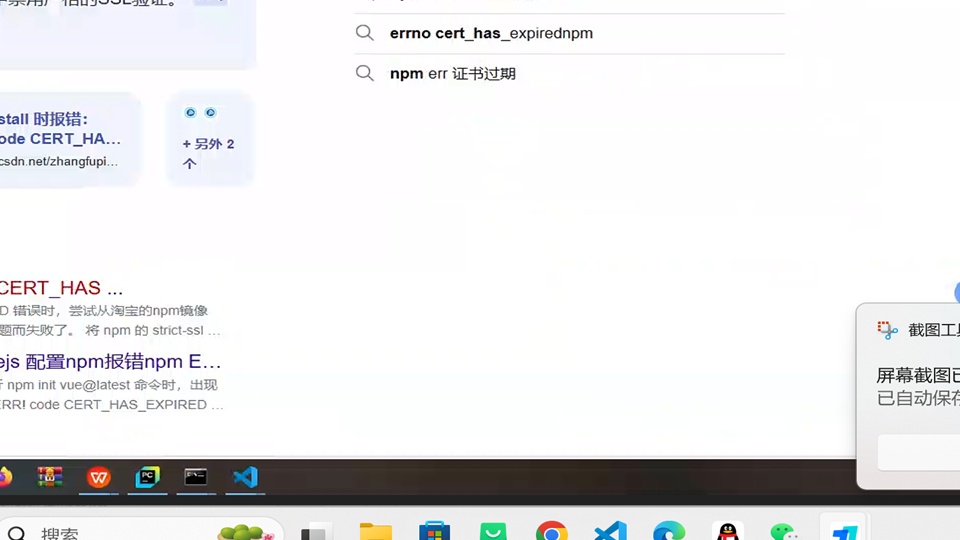 errno cert_has_expirednpm
npm err 证书过期
stall 时报错:
ode CERT_HA...
csdn.net/zhangfupi...
+ 另外 2
个
CERT_HAS ...
D 错误时，尝试从淘宝的npm镜像
题而失败了。 将 npm 的 strict-ssl ...
ejs 配置npm报错npm E...
行 npm init vue@latest 命令时，出现
ERR! code CERT_HAS_EXPIRED ...
截图工具
屏幕截图已
已自动保存
搜索